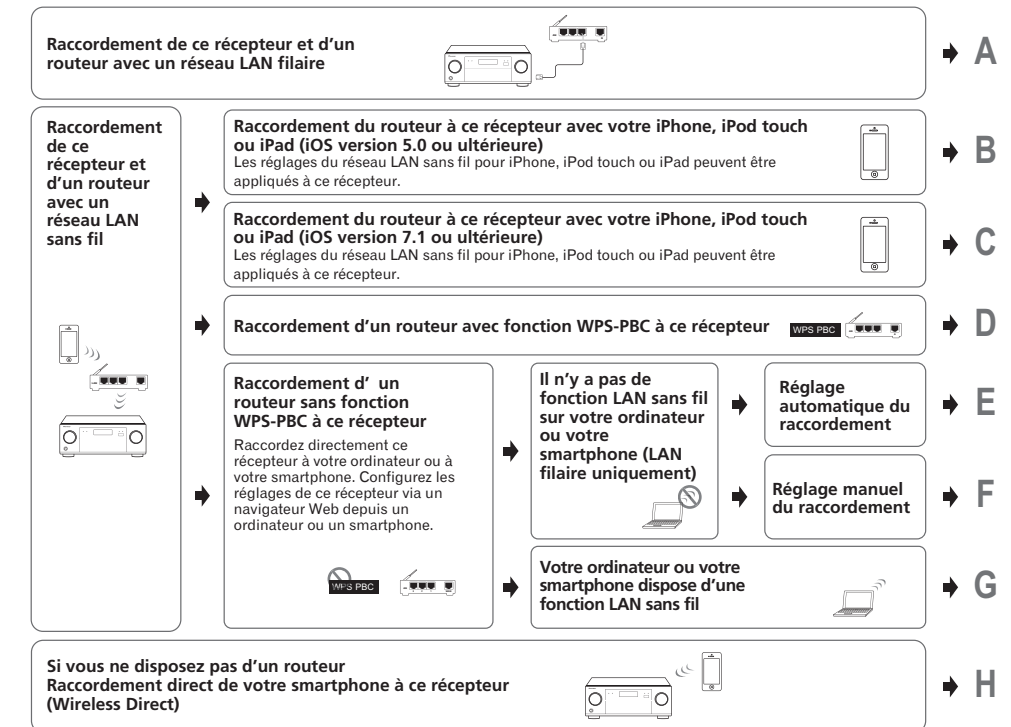 Raccordement de ce récepteur et d'un
routeur avec un réseau LAN filaire
A
Raccordement
de ce
récepteur et
d'un routeur
avec un
réseau LAN
sans fil
Raccordement du routeur à ce récepteur avec votre iPhone, iPod touch
ou iPad (iOS version 5.0 ou ultérieure)
Les réglages du réseau LAN sans fil pour iPhone, iPod touch ou iPad peuvent être
appliqués à ce récepteur.
B
Raccordement du routeur à ce récepteur avec votre iPhone, iPod touch
ou iPad (iOS version 7.1 ou ultérieure)
Les réglages du réseau LAN sans fil pour iPhone, iPod touch ou iPad peuvent être
appliqués à ce récepteur.
C
Raccordement d'un routeur avec fonction WPS-PBC à ce récepteur
WPS PBC
D
Raccordement d' un
routeur sans fonction
WPS-PBC à ce récepteur
Raccordez directement ce
récepteur à votre ordinateur ou à
votre smartphone. Configurez les
réglages de ce récepteur via un
navigateur Web depuis un
ordinateur ou un smartphone.
WPS PBC
Il n'y a pas de
fonction LAN sans fil
sur votre ordinateur
ou votre
smartphone (LAN
filaire uniquement)
Réglage
automatique du
raccordement
E
Réglage manuel
du raccordement
F
Votre ordinateur ou votre
smartphone dispose d'une
fonction LAN sans fil
G
Si vous ne disposez pas d'un routeur
Raccordement direct de votre smartphone à ce récepteur
(Wireless Direct)
H